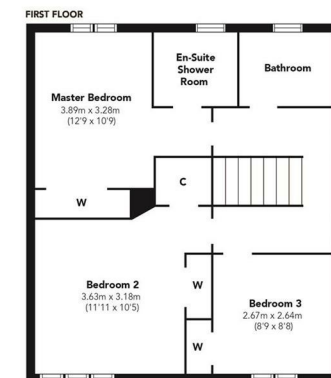 FIRST FLOOR
En-Suite
Shower
Room
Bathroom
Master Bedroom
3.89m x 3.28m
(12'9 x 10'9)
C
W
Bedroom 2
3.63m x 3.18m
(11'11 x 10'5)
W
Bedroom 3
2.67m x 2.64m
(8'9 x 8'8)
W